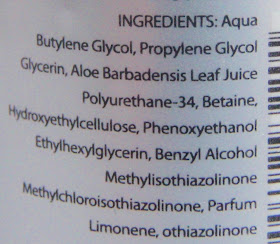 INGREDIENTS: Aqua
Butylene Glycol, Propylene Glycol
Glycerin, Aloe Barbadensis Leaf Juice
Polyurethane-34, Betaine,
Hydroxyethylcellulose, Phenoxyethanol
Ethylhexylglycerin, Benzyl Alcohol
Methylisothiazolinone
Methylchloroisothiazolinone, Parfum
Limonene, othiazolinone